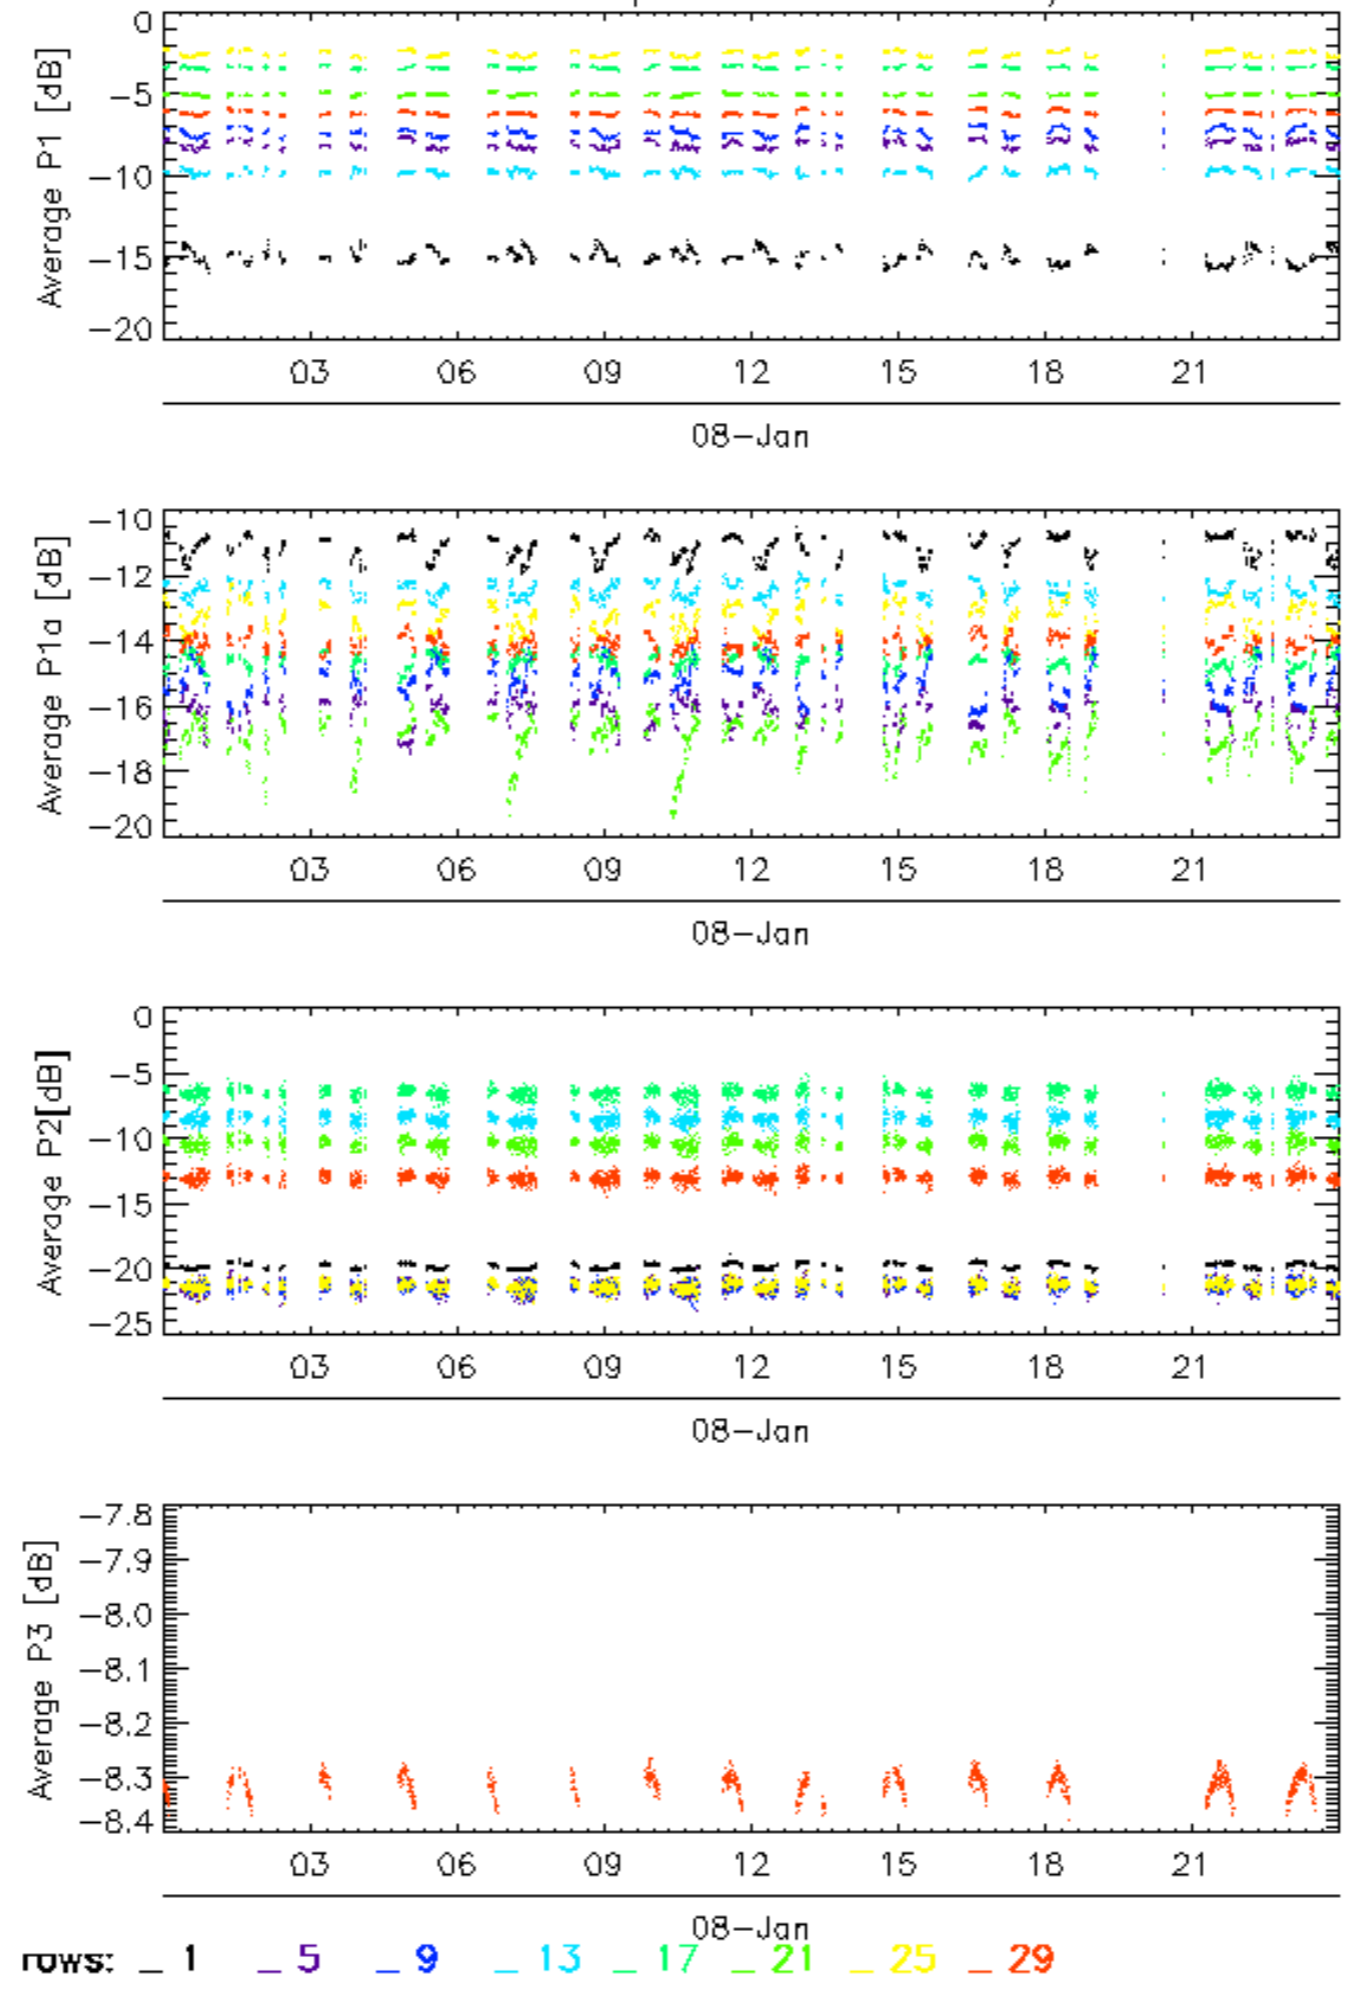 0
−5
−10
−15
−20
Average P1 [dB]
03 06 09 12 15 18 21
08−Jan
−10
−12
−14
−16
−18
−20
Average P1a [dB]
03 06 09 12 15 18 21
08−Jan
0
−5
−10
−15
−20
−25
Average P2[dB]
03 06 09 12 15 18 21
08−Jan
−7.8
−7.9
−8.0
−8.1
−8.2
−8.3
−8.4
Average P3 [dB]
03 06 09 12 15 18 21
08−Jan
rows: _ 1 _ 5 _ 9 _ 13 _ 17 _ 21 _ 25 _ 29